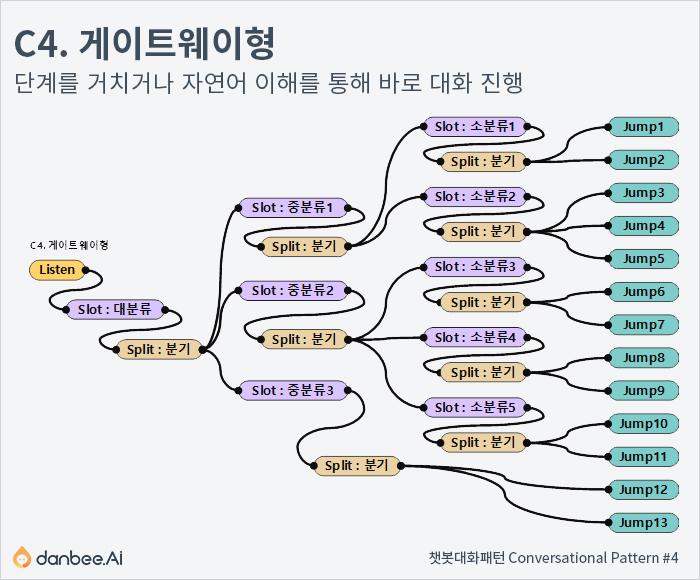 C4. 게이트웨이형
단계를 거치거나 자연어 이해를 통해 바로 대화 진행
C4. 게이트웨이형
Listen
Slot : 대분류
Split : 분기
Slot : 중분류1
Split : 분기
Slot : 중분류2
Split : 분기
Slot : 중분류3
Split : 분기
Slot : 소분류1
Split : 분기
Slot : 소분류2
Split : 분기
Slot : 소분류3
Split : 분기
Slot : 소분류4
Split : 분기
Slot : 소분류5
Split : 분기
Jump1
Jump2
Jump3
Jump4
Jump5
Jump6
Jump7
Jump8
Jump9
Jump10
Jump11
Jump12
Jump13
danbee.Ai
챗봇대화패턴 Conversational Pattern #4